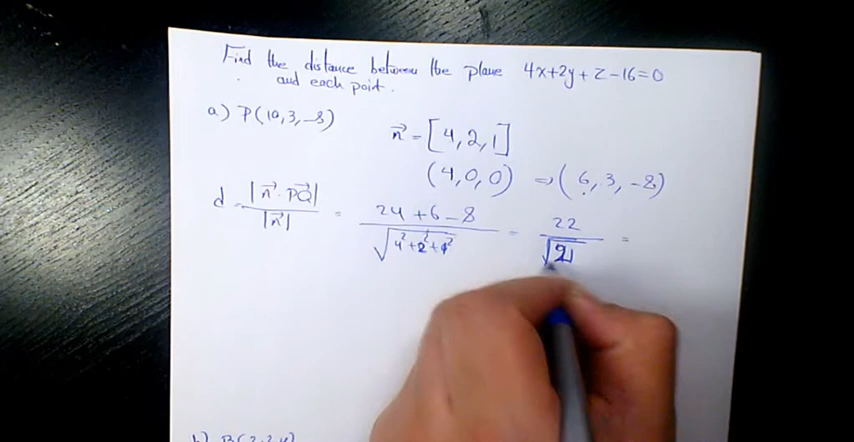 Find the distance between the plane 4x+2y+z-16=0
and each point.
a) P(10,3,-8)
n⃗ = [4,2,1]
(4,0,0) => (6,3,-8)
d = |n⃗·PQ⃗| / |n⃗| = 24+6-8 / √4²+2²+1² = 22 / √21 =